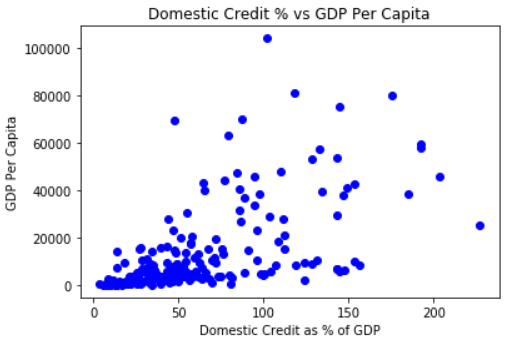 Domestic Credit % vs GDP Per Capita
100000
80000
60000
40000
20000
0
GDP Per Capita
0 50 100 150 200
Domestic Credit as % of GDP